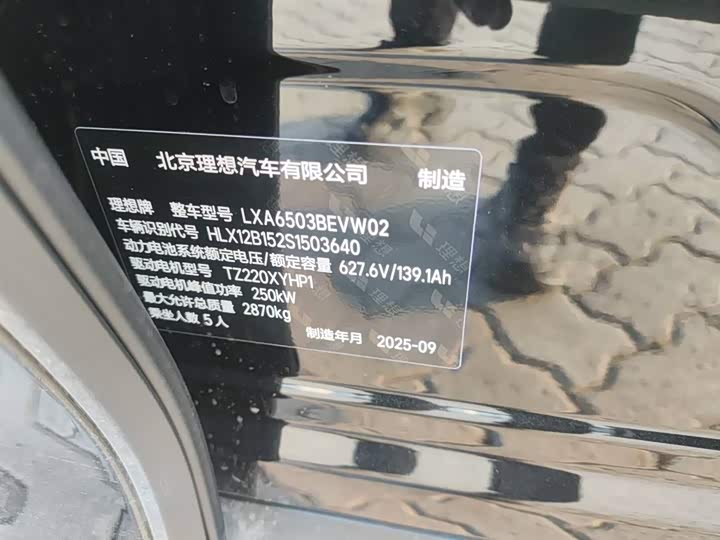 中国 北京理想汽车有限公司 制造
理想牌 整车型号 LXA6503BEVW02
车辆识别代号 HLX12B152S1503640
动力电池系统额定电压/额定容量 627.6V/139.1Ah
驱动电机型号 TZ220XYHP1
驱动电机峰值功率 250kW
最大允许总质量 2870kg
乘坐人数 5人
制造年月 2025-09